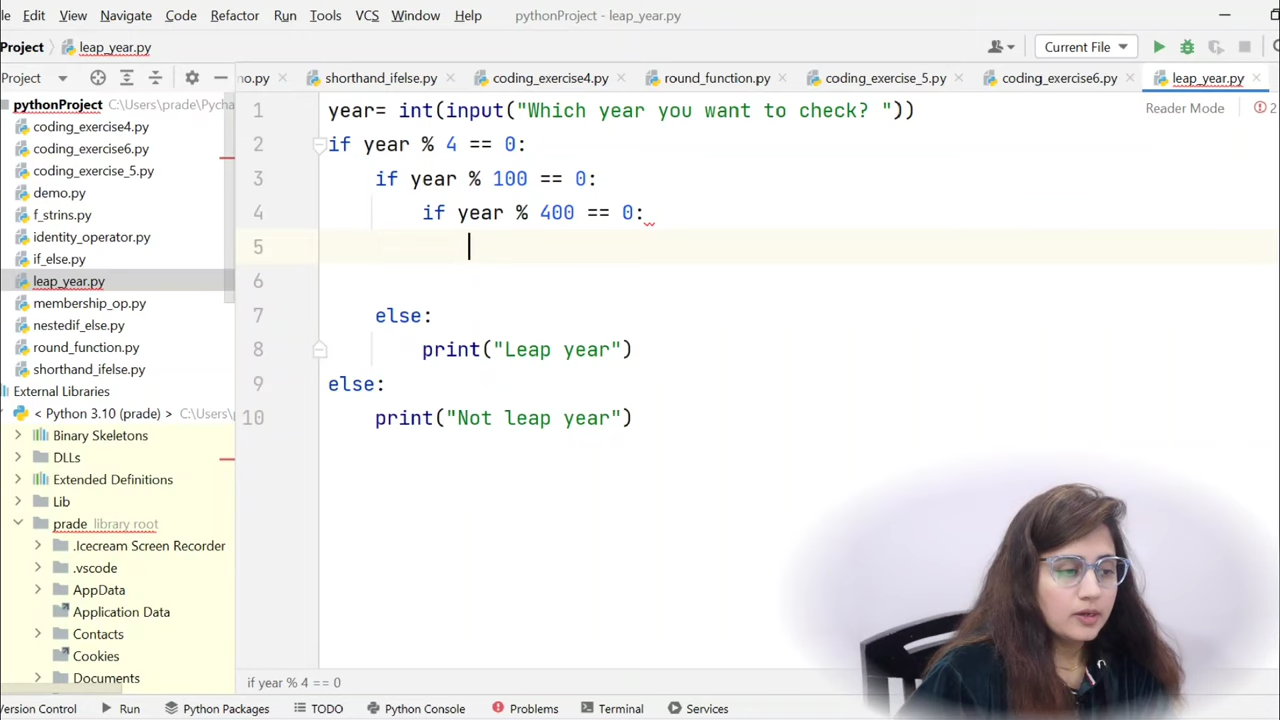 le Edit View Navigate Code Refactor Run Tools VCS Window Help pythonProject - leap_year.py
Project leap_year.py Current File
Project no.py shorthand_ifelse.py coding_exercise4.py round_function.py coding_exercise_5.py coding_exercise6.py leap_year.py
pythonProject C:\Users\prade\Pycha
coding_exercise4.py
coding_exercise6.py
coding_exercise_5.py
demo.py
f_strins.py
identity_operator.py
if_else.py
leap_year.py
membership_op.py
nestedif_else.py
round_function.py
shorthand_ifelse.py
External Libraries
< Python 3.10 (prade) > C:\Users\
Binary Skeletons
DLLs
Extended Definitions
Lib
prade library root
.Icecream Screen Recorder
.vscode
AppData
Application Data
Contacts
Cookies
Documents
Reader Mode 2
1 year= int(input("Which year you want to check? "))
2 if year % 4 == 0:
3 if year % 100 == 0:
4 if year % 400 == 0:
5
6
7 else:
8 print("Leap year")
9 else:
10 print("Not leap year")
if year % 4 == 0
Version Control Run Python Packages TODO Python Console Problems Terminal Services